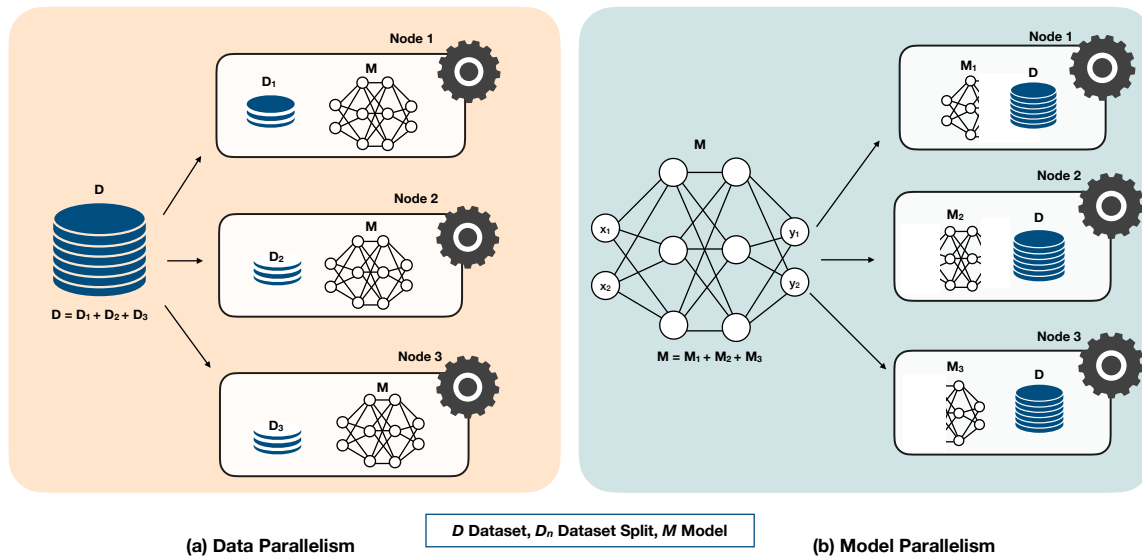 Node 1
D₁
M
D
Node 2
D₂
M
D = D₁ + D₂ + D₃
Node 3
D₃
M
(a) Data Parallelism
Node 1
M₁
D
M
x₁
x₂
y₁
y₂
Node 2
M₂
D
M = M₁ + M₂ + M₃
Node 3
M₃
D
D Dataset, Dₙ Dataset Split, M Model
(b) Model Parallelism